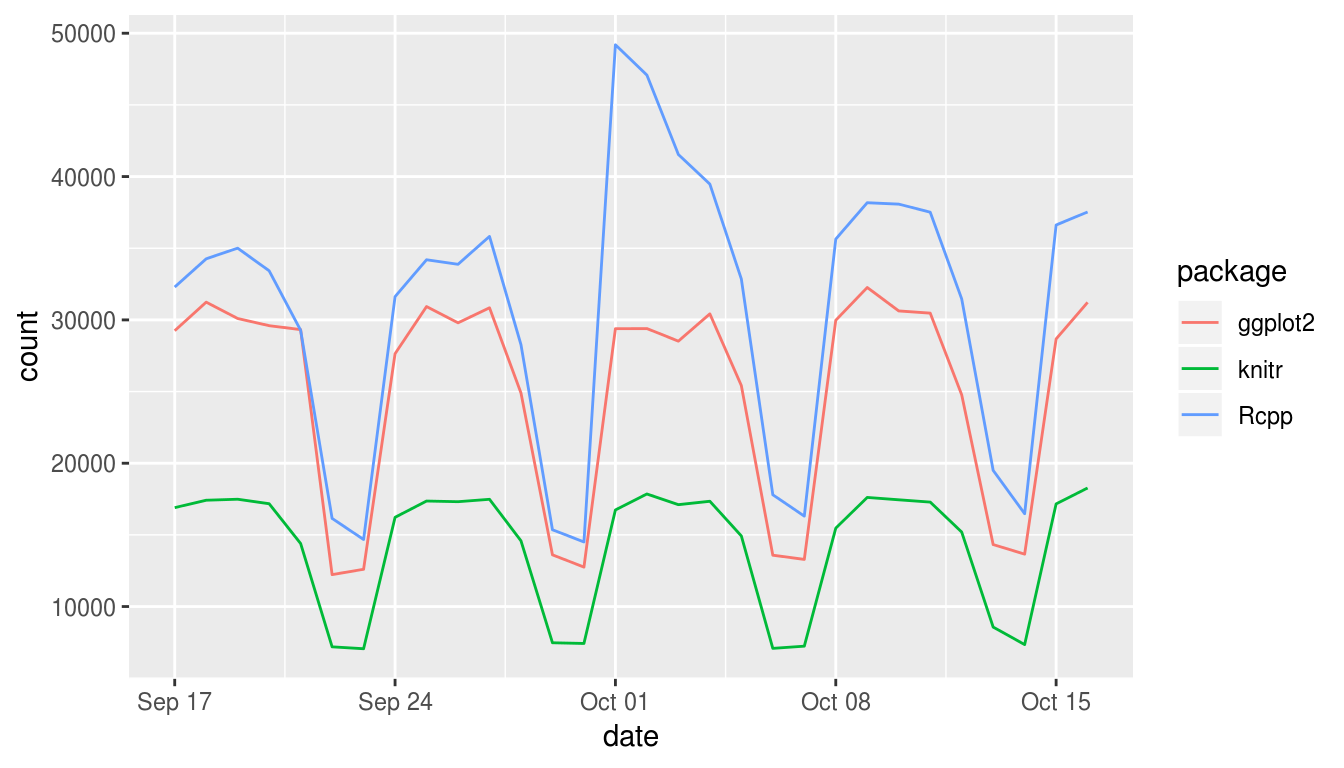 50000
40000
30000
20000
10000
count
Sep 17
Sep 24
Oct 01
Oct 08
Oct 15
date
package
ggplot2
knitr
Rcpp